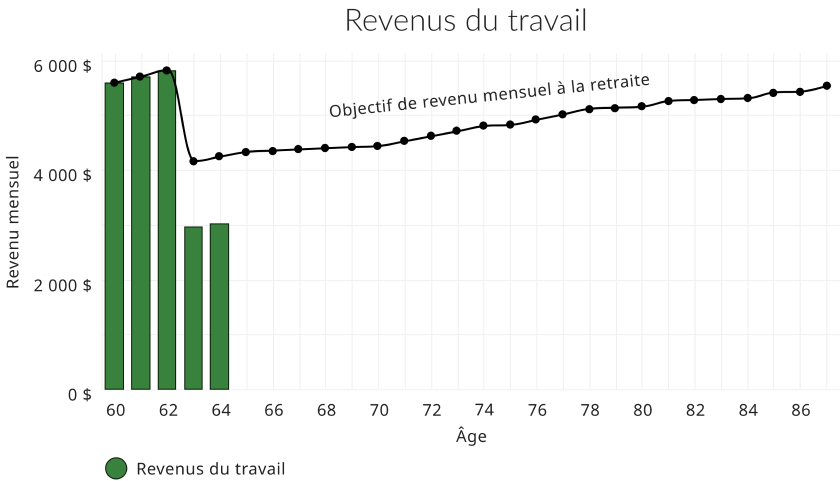 Revenus du travail
6 000 $
Objectif de revenu mensuel à la retraite
4 000 $
Revenu mensuel
2 000 $
0 $
60 62 64 66 68 70 72 74 76 78 80 82 84 86
Âge
Revenus du travail